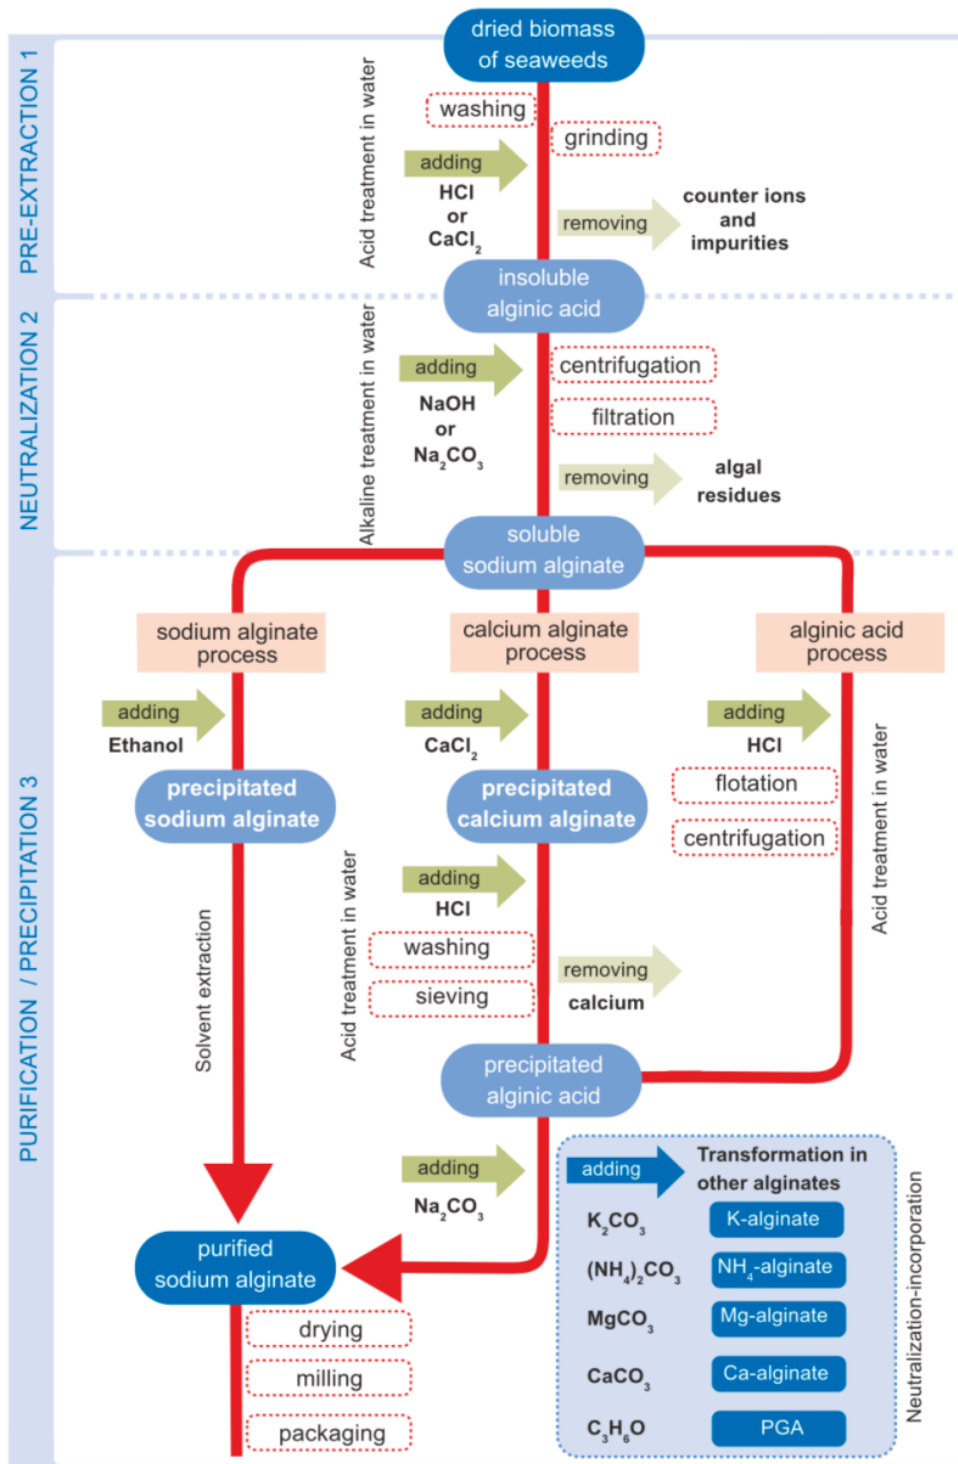 dried biomass
of seaweeds
PRE-EXTRACTION 1
Acid treatment in water
washing
grinding
adding
HCl
or
CaCl₂
removing
counter ions
and
impurities
insoluble
alginic acid
NEUTRALIZATION 2
Alkaline treatment in water
adding
NaOH
or
Na₂CO₃
centrifugation
filtration
removing
algal
residues
soluble
sodium alginate
PURIFICATION / PRECIPITATION 3
sodium alginate
process
adding
Ethanol
precipitated
sodium alginate
Solvent extraction
calcium alginate
process
adding
CaCl₂
precipitated
calcium alginate
Acid treatment in water
adding
HCl
washing
sieving
removing
calcium
alginic acid
process
adding
HCl
flotation
centrifugation
Acid treatment in water
precipitated
alginic acid
adding
Na₂CO₃
purified
sodium alginate
drying
milling
packaging
adding
Transformation in
other alginates
K₂CO₃
K-alginate
(NH₄)₂CO₃
NH₄-alginate
MgCO₃
Mg-alginate
CaCO₃
Ca-alginate
C₃H₆O
PGA
Neutralization-incorporation